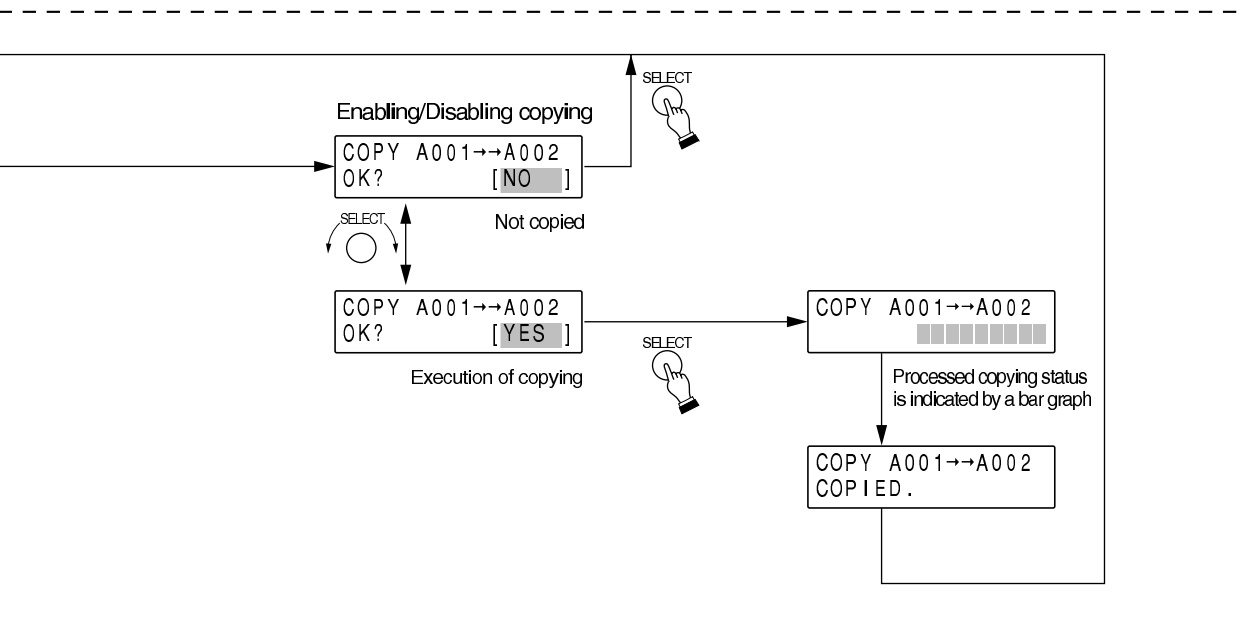 SELECT
Enabling/Disabling copying
COPY A001→→A002
OK? [NO ]
Not copied
SELECT
COPY A001→→A002
OK? [YES ]
Execution of copying
SELECT
COPY A001→→A002
Processed copying status
is indicated by a bar graph
COPY A001→→A002
COPIED.